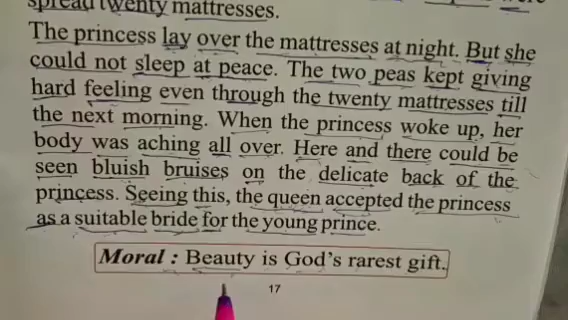 spread twenty mattresses.
The princess lay over the mattresses at night. But she
could not sleep at peace. The two peas kept giving
hard feeling even through the twenty mattresses till
the next morning. When the princess woke up, her
body was aching all over. Here and there could be
seen bluish bruises on the delicate back of the
princess. Seeing this, the queen accepted the princess
as a suitable bride for the young prince.
Moral : Beauty is God's rarest gift.
17